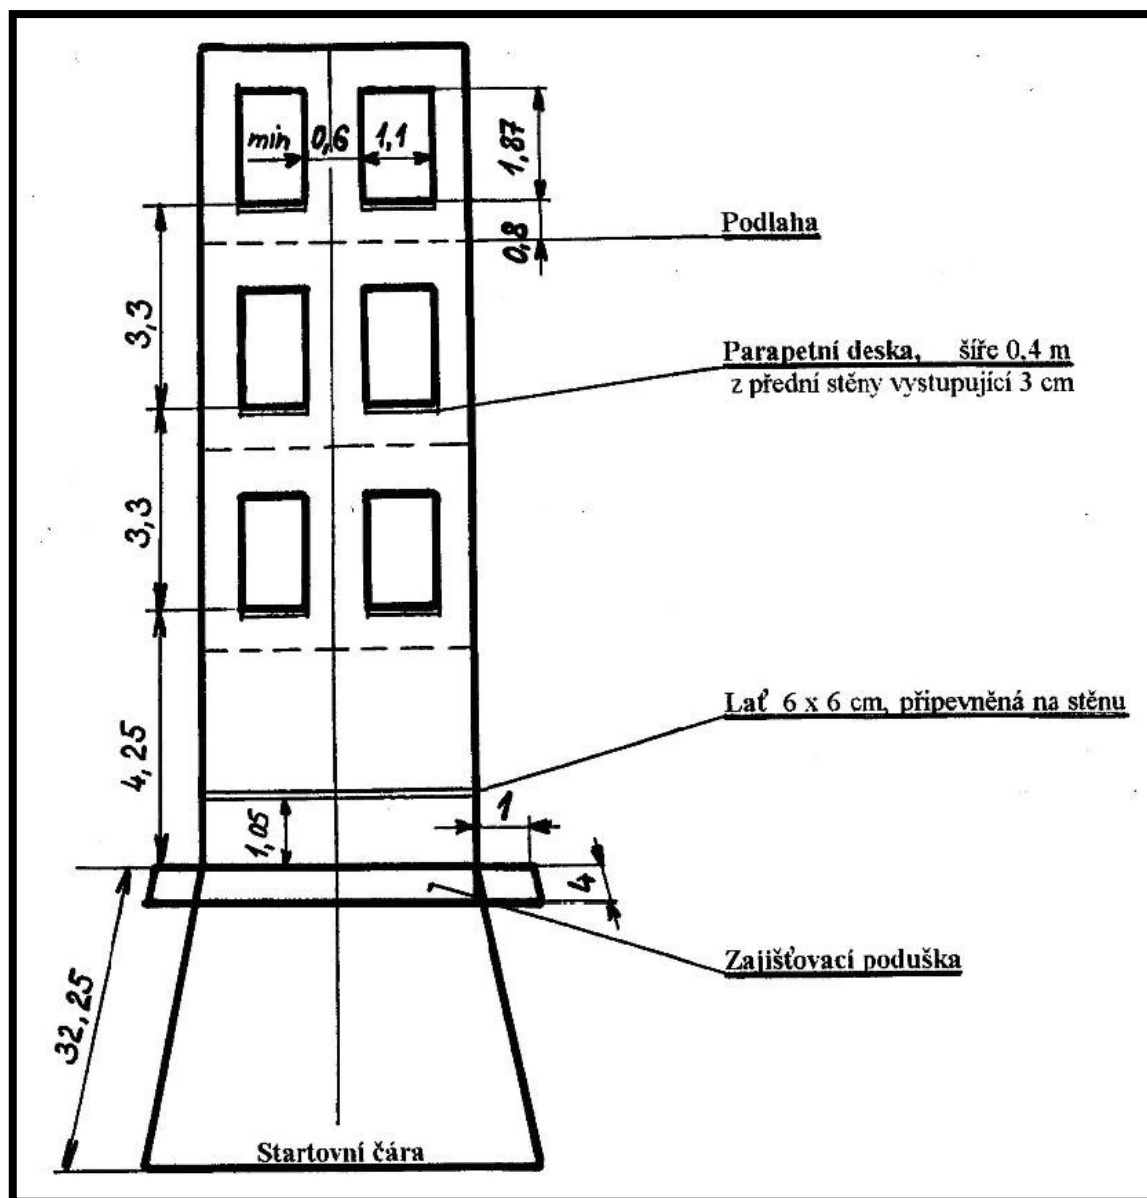 min 0,6 1,1
1,87
Podlaha
0,8
3,3
Parapetní deska, šíře 0,4 m
z přední stěny vystupující 3 cm
3,3
Lať 6 x 6 cm, připevněná na stěnu
4,25
1,05
1
4
Zajišťovací poduška
32,25
Startovní čára